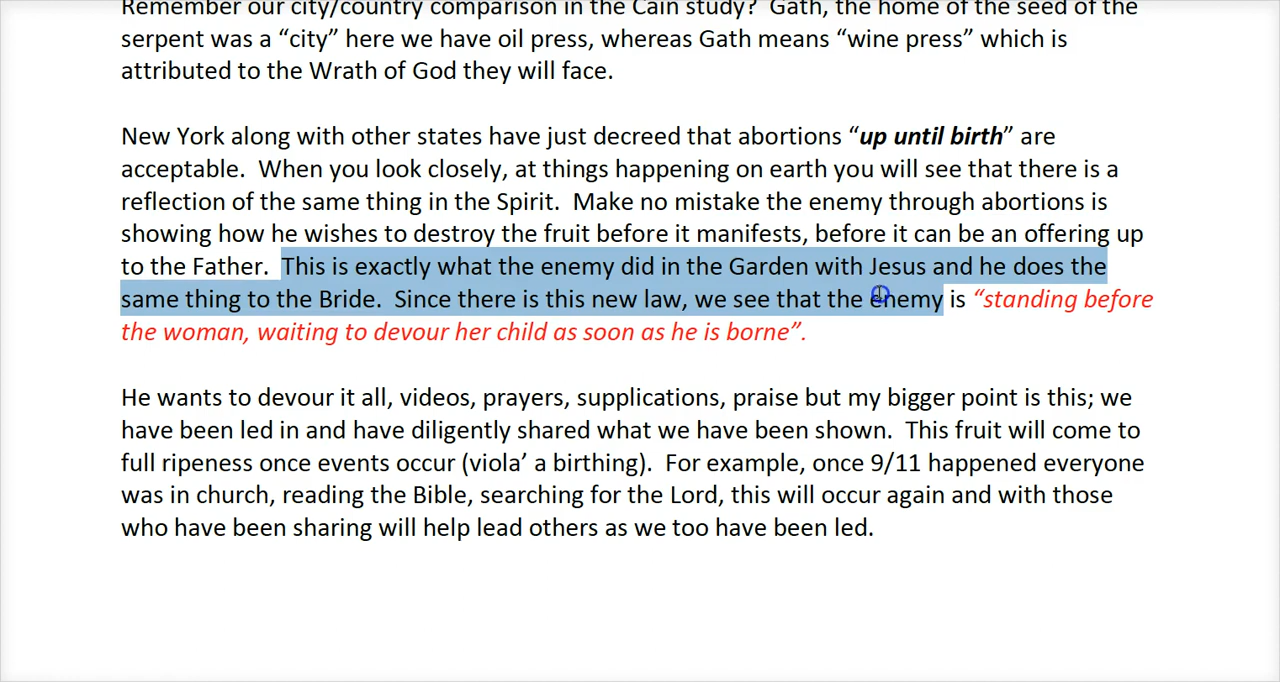 Remember our city/country comparison in the Cain study?  Gath, the home of the seed of the
serpent was a “city” here we have oil press, whereas Gath means “wine press” which is
attributed to the Wrath of God they will face.
New York along with other states have just decreed that abortions “up until birth” are
acceptable.  When you look closely, at things happening on earth you will see that there is a
reflection of the same thing in the Spirit.  Make no mistake the enemy through abortions is
showing how he wishes to destroy the fruit before it manifests, before it can be an offering up
to the Father.  This is exactly what the enemy did in the Garden with Jesus and he does the
same thing to the Bride.  Since there is this new law, we see that the enemy is “standing before
the woman, waiting to devour her child as soon as he is borne”.
He wants to devour it all, videos, prayers, supplications, praise but my bigger point is this; we
have been led in and have diligently shared what we have been shown.  This fruit will come to
full ripeness once events occur (viola’ a birthing).  For example, once 9/11 happened everyone
was in church, reading the Bible, searching for the Lord, this will occur again and with those
who have been sharing will help lead others as we too have been led.